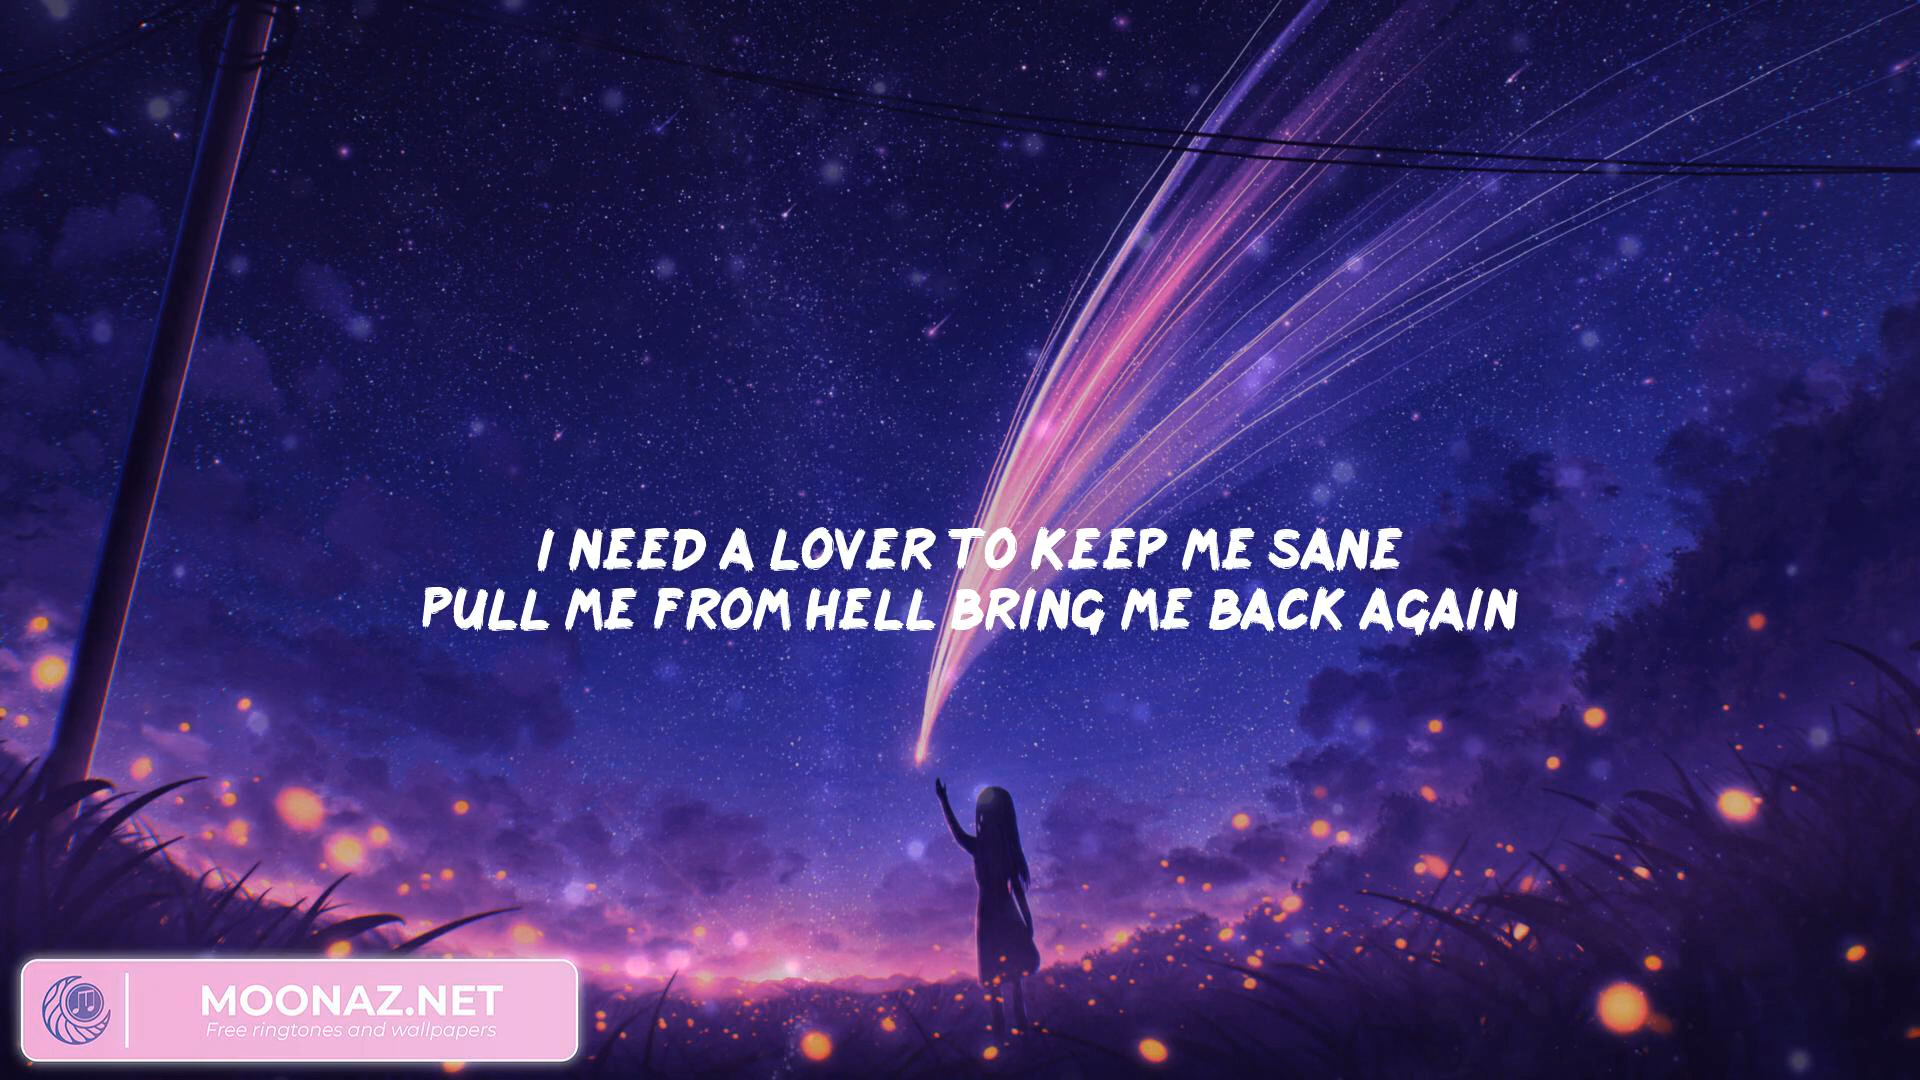 I NEED A LOVER TO KEEP ME SANE
PULL ME FROM HELL BRING ME BACK AGAIN
MOONAZ.NET
Free ringtones and wallpapers